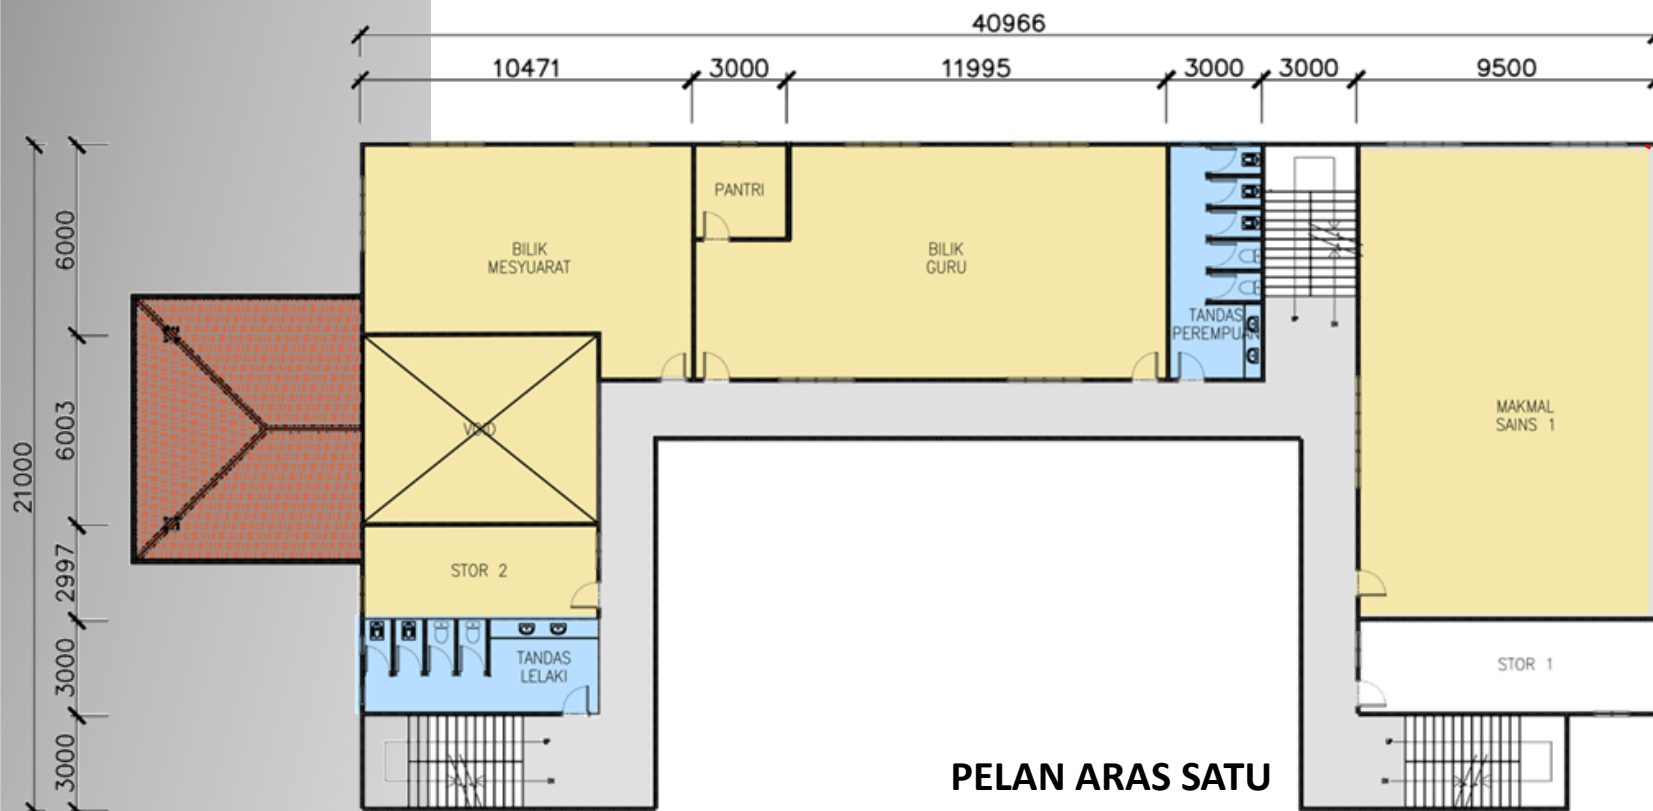 40966
10471
3000
11995
3000
3000
9500
21000
6000
6003
2997
3000
3000
PANTRI
BILIK
MESYUARAT
BILIK
GURU
TANDAS
PEREMPUAN
MAKMAL
SAINS 1
VOID
STOR 2
TANDAS
LELAKI
STOR 1
PELAN ARAS SATU